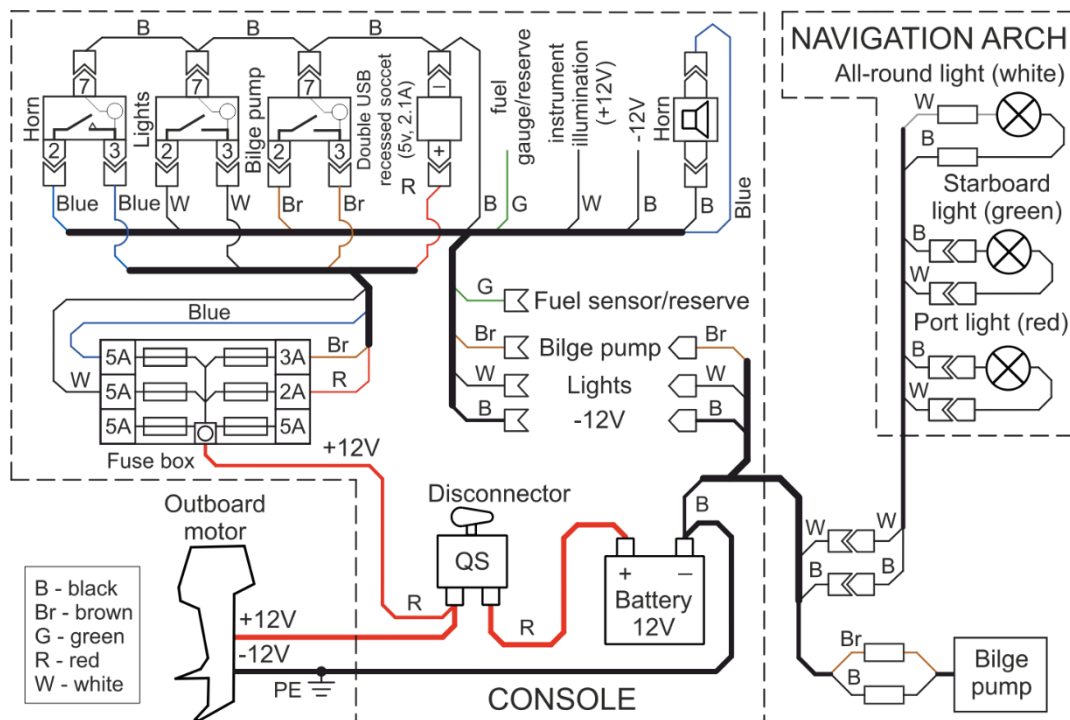 B
B
B
7
7
7
–
Horn
Lights
Bilge pump
Double USB
recessed soccet
(5v, 2.1A)
fuel
gauge/reserve
instrument
illumination
(+12V)
-12V
Horn
2
3
2
3
2
3
+
Blue
Blue
W
W
Br
Br
R
B
G
W
B
B
Blue
NAVIGATION ARCH
All-round light (white)
W
B
Starboard
light (green)
B
W
Port light (red)
B
W
G
Fuel sensor/reserve
Br
Bilge pump
Br
W
Lights
W
B
-12V
B
Blue
W
5A
3A
Br
5A
2A
R
5A
5A
Fuse box
+12V
Outboard
motor
Disconnector
QS
B
+
–
Battery
12V
R
R
W
W
B
B
+12V
-12V
PE
B - black
Br - brown
G - green
R - red
W - white
CONSOLE
Br
B
Bilge
pump